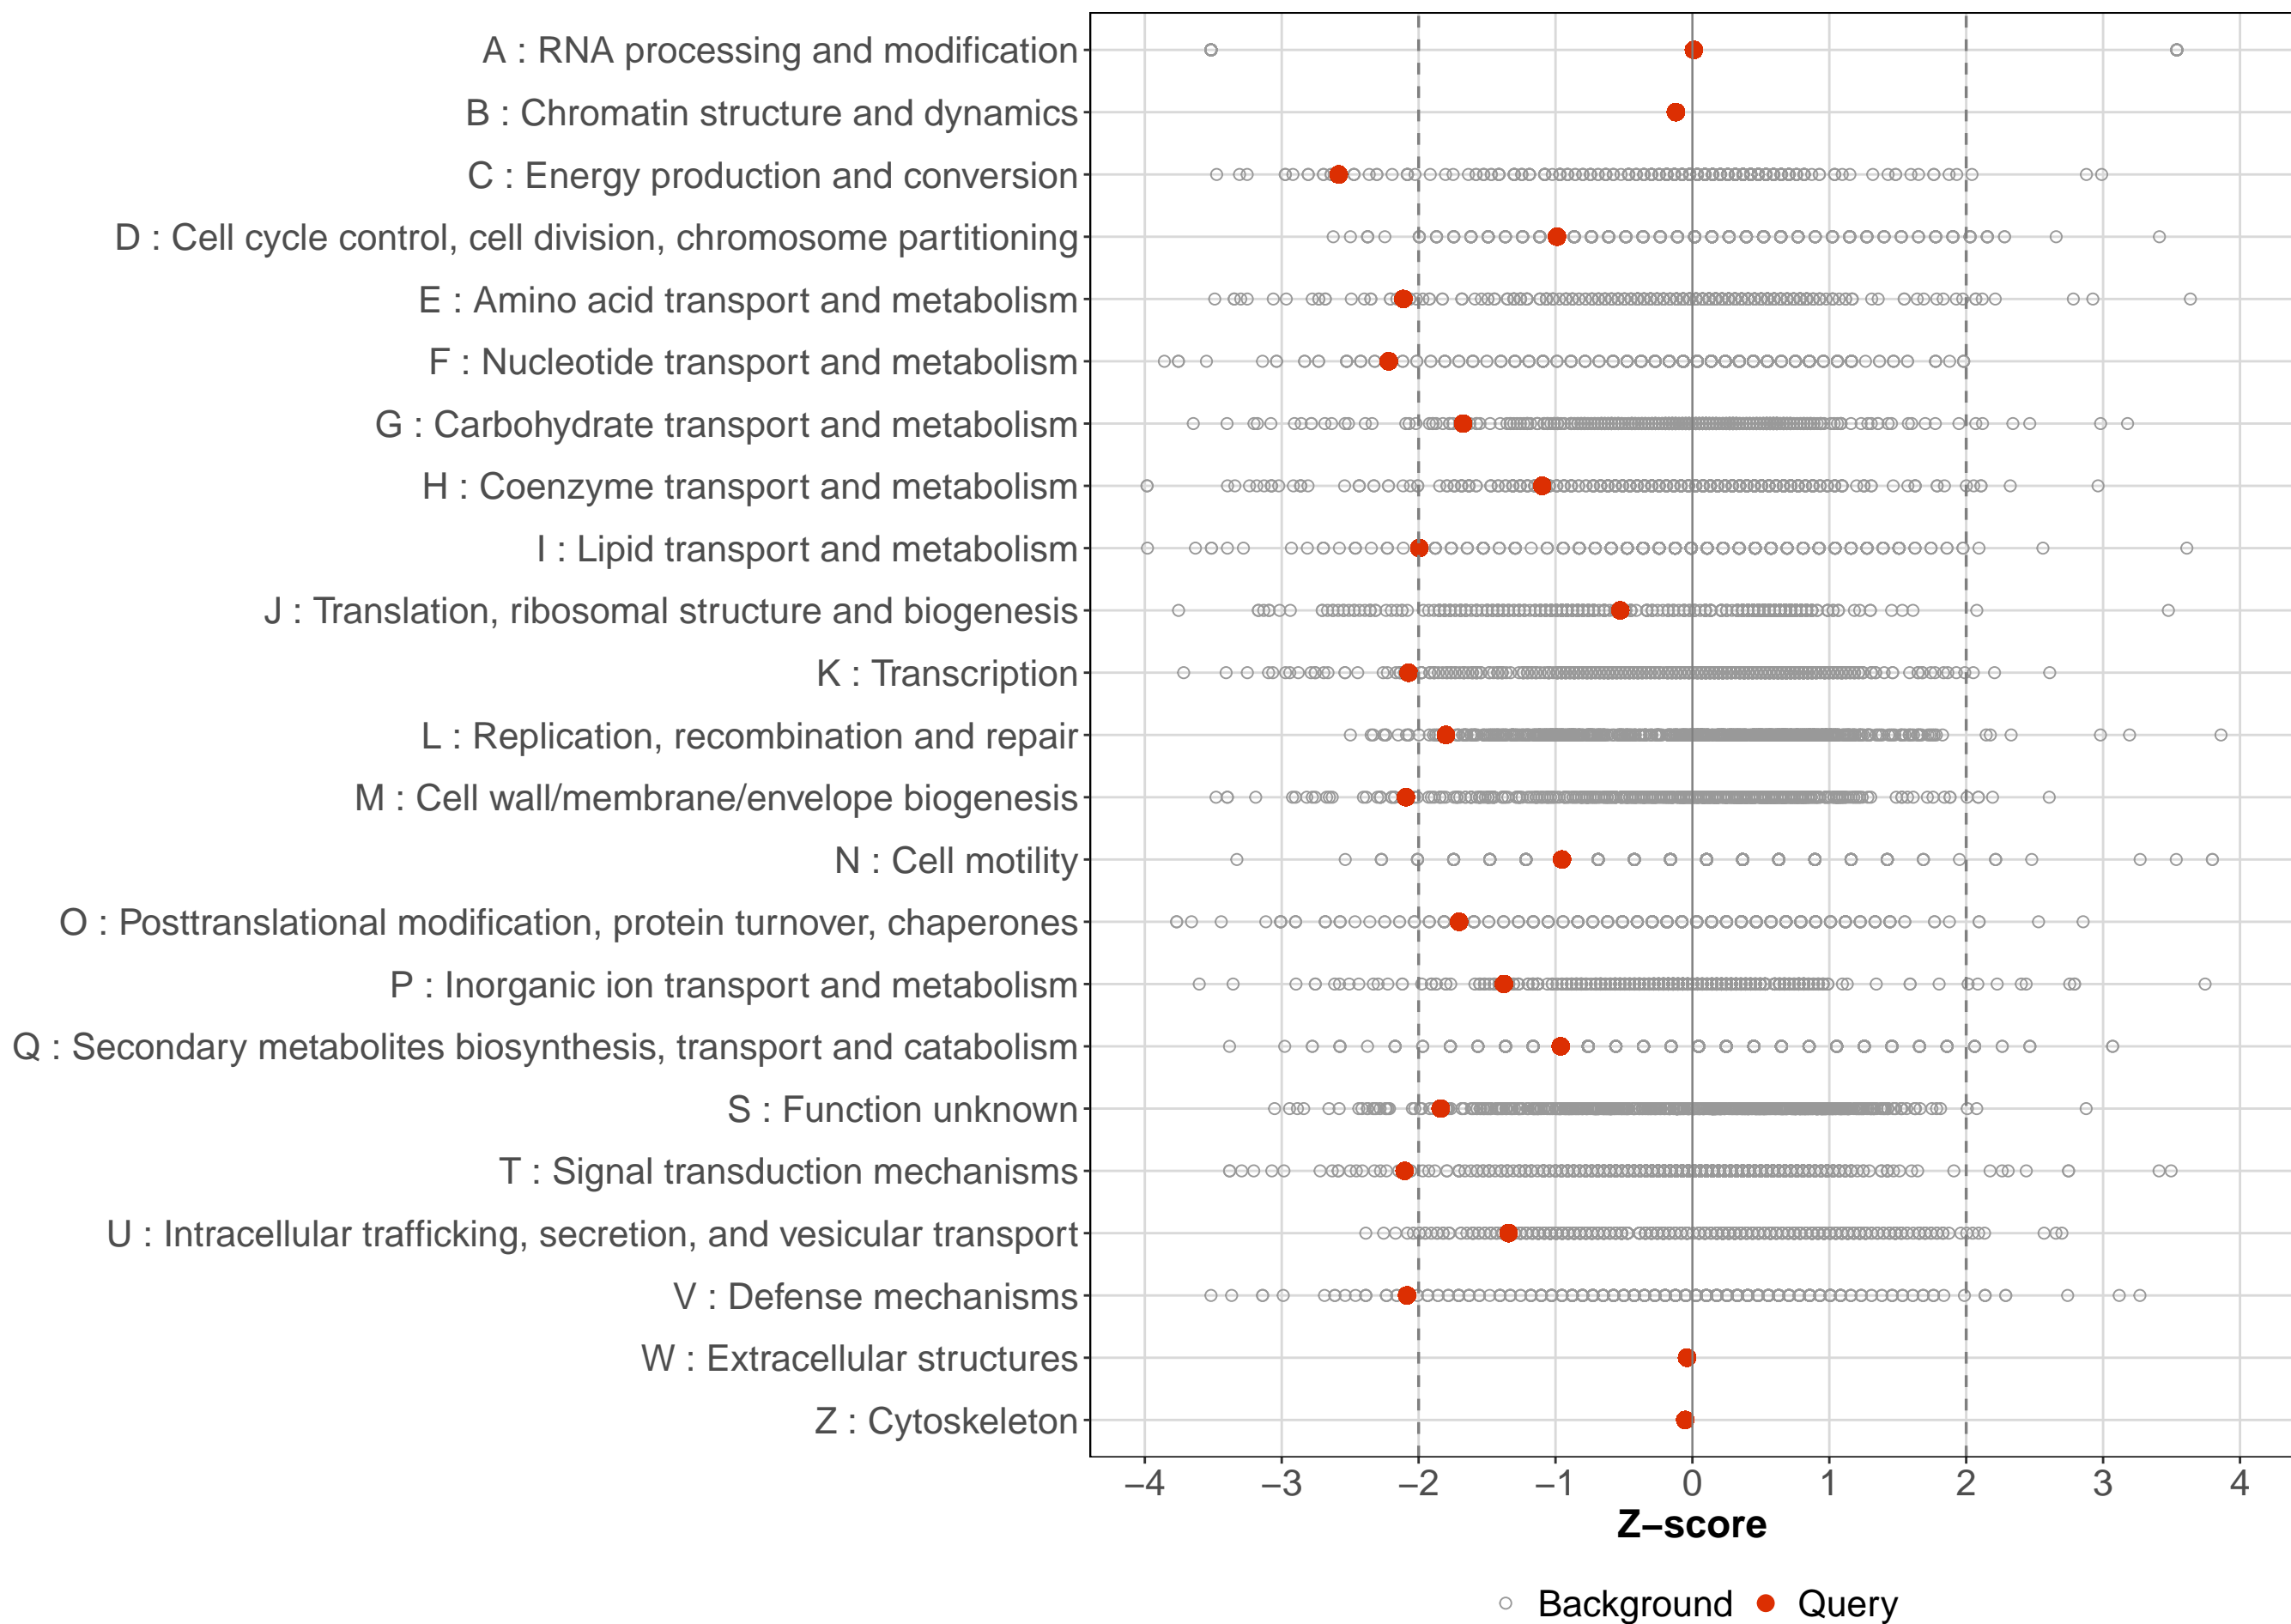 A : RNA processing and modification
B : Chromatin structure and dynamics
C : Energy production and conversion
D : Cell cycle control, cell division, chromosome partitioning
E : Amino acid transport and metabolism
F : Nucleotide transport and metabolism
G : Carbohydrate transport and metabolism
H : Coenzyme transport and metabolism
I : Lipid transport and metabolism
J : Translation, ribosomal structure and biogenesis
K : Transcription
L : Replication, recombination and repair
M : Cell wall/membrane/envelope biogenesis
N : Cell motility
O : Posttranslational modification, protein turnover, chaperones
P : Inorganic ion transport and metabolism
Q : Secondary metabolites biosynthesis, transport and catabolism
S : Function unknown
T : Signal transduction mechanisms
U : Intracellular trafficking, secretion, and vesicular transport
V : Defense mechanisms
W : Extracellular structures
Z : Cytoskeleton
−4 −3 −2 −1 0 1 2 3 4
Z−score
Background Query